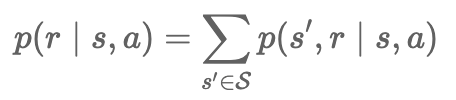 p(r | s, a) = ∑_{s′∈𝒮} p(s′, r | s, a)